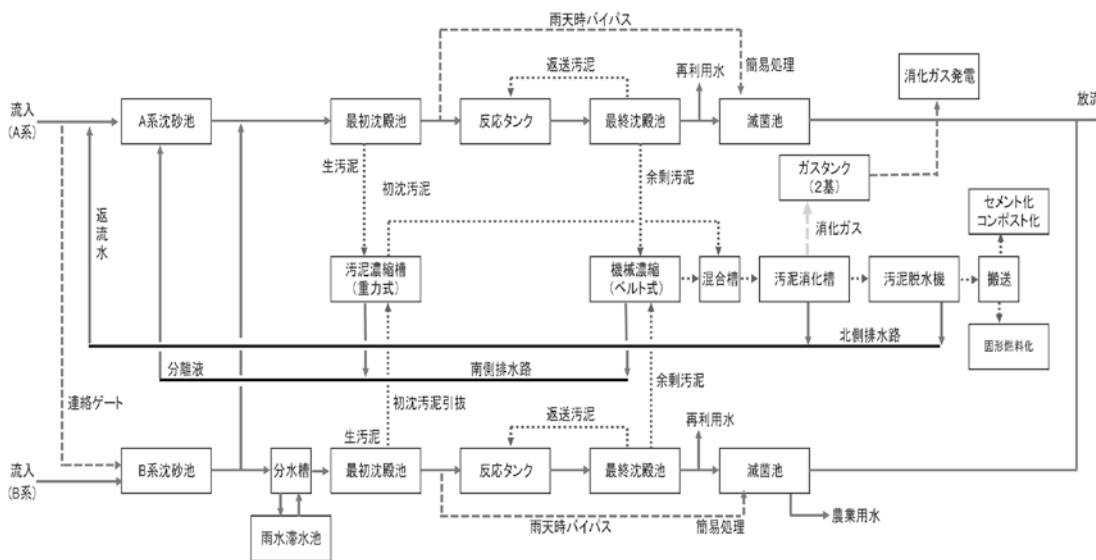 雨天時バイパス
返送汚泥
再利用水
簡易処理
消化ガス発電
流入
(A系)
A系沈砂池
最初沈殿池
反応タンク
最終沈殿池
滅菌池
放流
生汚泥
初沈汚泥
余剰汚泥
ガスタンク
(2基)
セメント化
コンポスト化
返流水
消化ガス
汚泥濃縮槽
(重力式)
機械濃縮
(ベルト式)
混合槽
汚泥消化槽
汚泥脱水機
搬送
北側排水路
固形燃料化
分離液
南側排水路
連絡ゲート
初沈汚泥引抜
余剰汚泥
生汚泥
返送汚泥
再利用水
流入
(B系)
B系沈砂池
分水槽
最初沈殿池
反応タンク
最終沈殿池
滅菌池
雨天時バイパス
簡易処理
農業用水
雨水滞水池